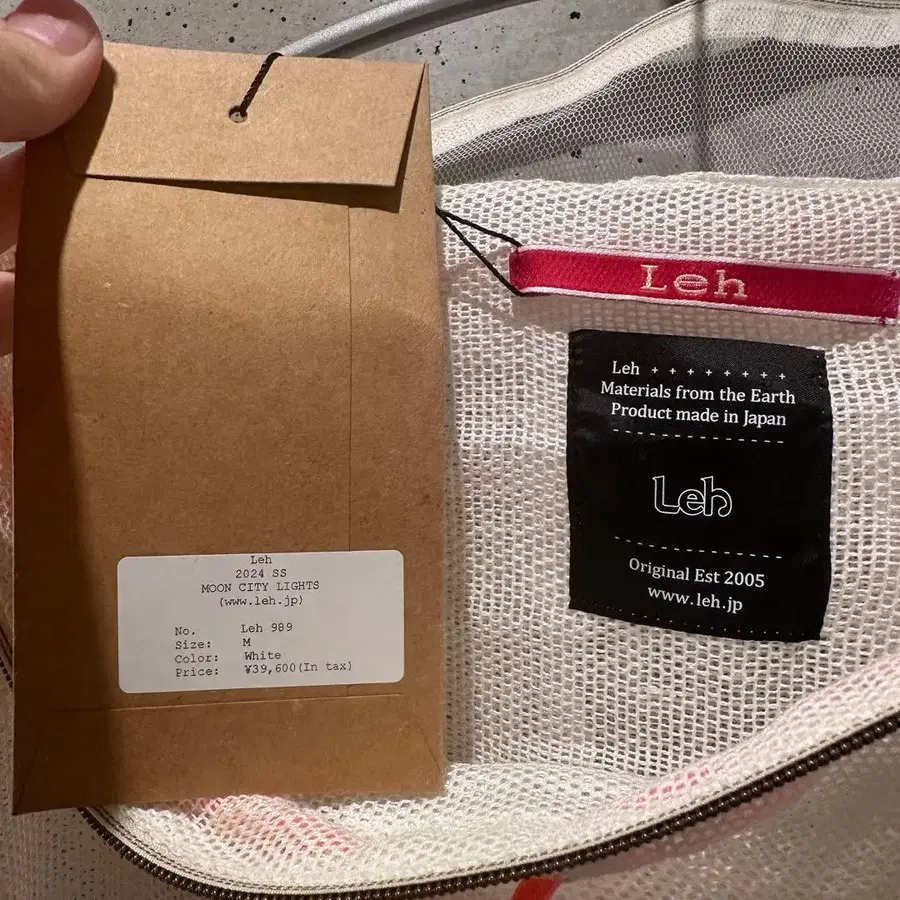 Leh
2024 SS
MOON CITY LIGHTS
(www.leh.jp)
No. Leh 989
Size: M
Color: White
Price: ¥39,600(In tax)
Leh
Leh + + + + + + + +
Materials from the Earth
Product made in Japan
Leh
Original Est 2005
www.leh.jp